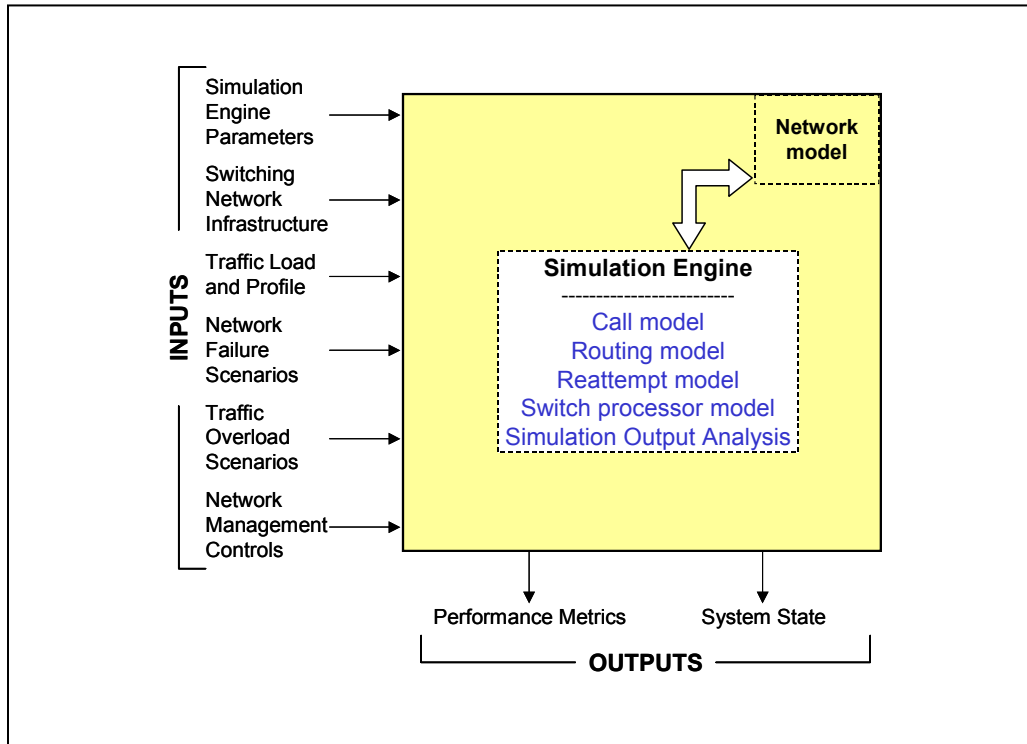 Simulation
Engine
Parameters
Switching
Network
Infrastructure
Traffic Load
and Profile
Network
Failure
Scenarios
Traffic
Overload
Scenarios
Network
Management
Controls
INPUTS
Network
model
Simulation Engine
---------------------------
Call model
Routing model
Reattempt model
Switch processor model
Simulation Output Analysis
Performance Metrics
System State
OUTPUTS